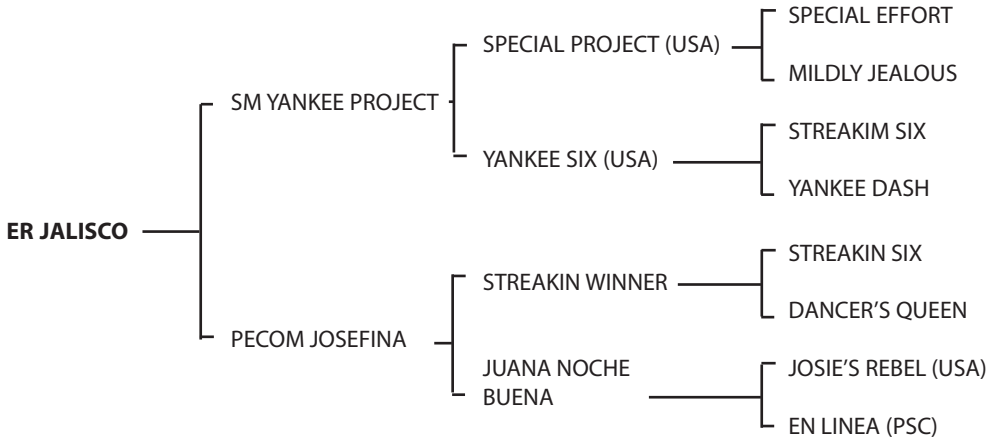 SPECIAL EFFORT
SPECIAL PROJECT (USA)
MILDLY JEALOUS
SM YANKEE PROJECT
STREAKIM SIX
YANKEE SIX (USA)
YANKEE DASH
ER JALISCO
STREAKIN SIX
STREAKIN WINNER
DANCER'S QUEEN
PECOM JOSEFINA
JUANA NOCHE
BUENA
JOSIE'S REBEL (USA)
EN LINEA (PSC)